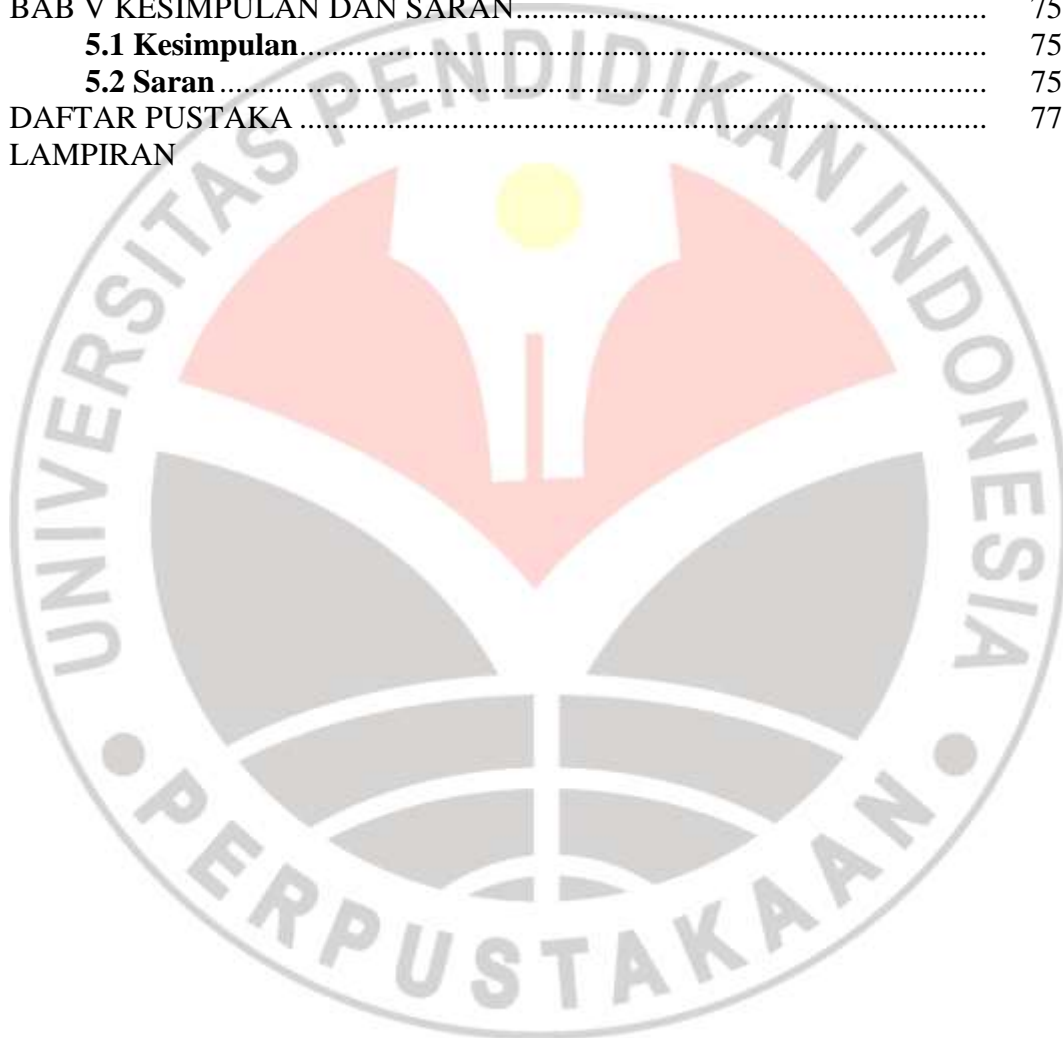 BAB V KESIMPULAN DAN SARAN.......................................................................................... 75
5.1 Kesimpulan.................................................................................................................................. 75
5.2 Saran ................................................................................................................................................ 75
DAFTAR PUSTAKA ................................................................................................................................... 77
LAMPIRAN
UNIVERSITAS PENDIDIKAN INDONESIA
• PERPUSTAKAAN •